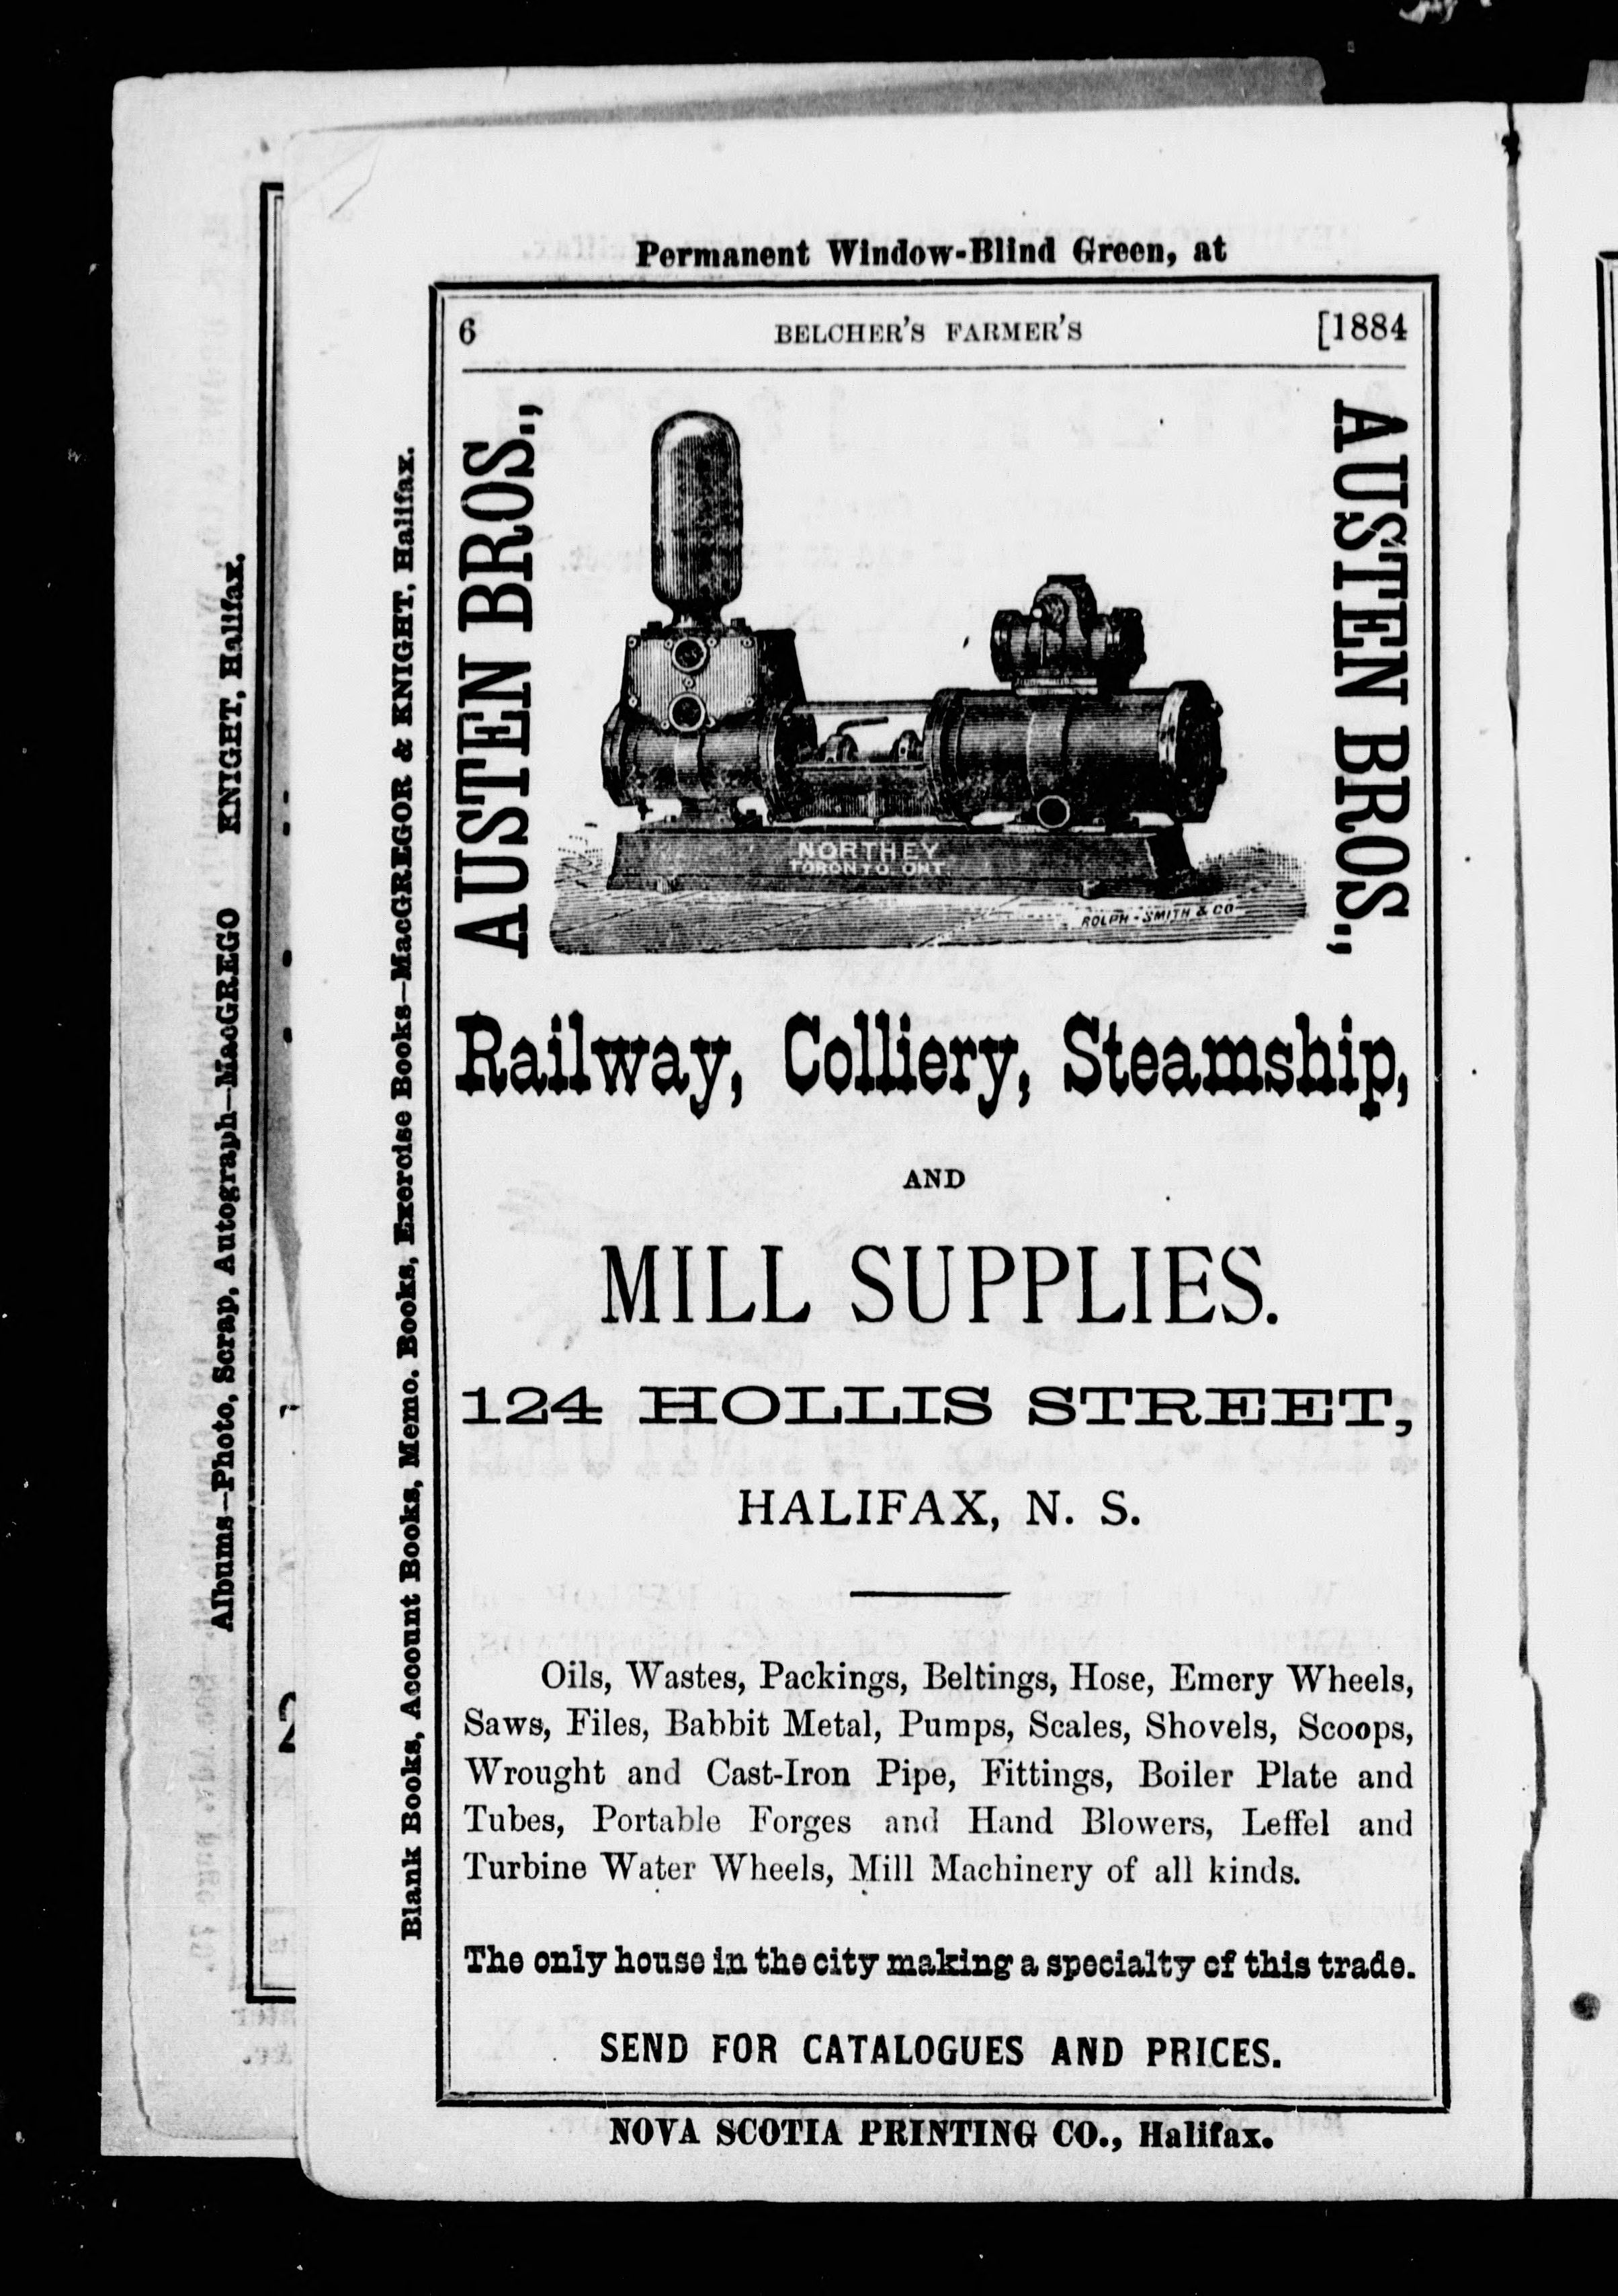 Permanent Window-Blind Green, at
6 BELCHER'S FARMER'S [1884
AUSTEN BROS.,
AUSTEN BROS.,
NORTHEY
TORONTO ONT.
ROLPH-SMITH & CO
Railway, Colliery, Steamship,
AND
MILL SUPPLIES.
124 HOLLIS STREET,
HALIFAX, N. S.
Oils, Wastes, Packings, Beltings, Hose, Emery Wheels,
Saws, Files, Babbit Metal, Pumps, Scales, Shovels, Scoops,
Wrought and Cast-Iron Pipe, Fittings, Boiler Plate and
Tubes, Portable Forges and Hand Blowers, Leffel and
Turbine Water Wheels, Mill Machinery of all kinds.
The only house in the city making a specialty of this trade.
SEND FOR CATALOGUES AND PRICES.
NOVA SCOTIA PRINTING CO., Halifax.
Blank Books, Account Books, Memo. Books, Exercise Books—MacGREGOR & KNIGHT, Halifax.
Albums—Photo, Scrap, Autograph—MacGREGO KNIGHT, Halifax.
2